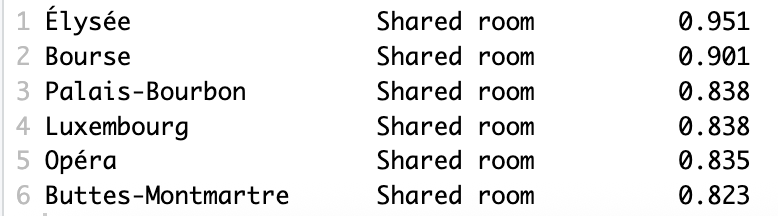 1 Élysée Shared room 0.951
2 Bourse Shared room 0.901
3 Palais-Bourbon Shared room 0.838
4 Luxembourg Shared room 0.838
5 Opéra Shared room 0.835
6 Buttes-Montmartre Shared room 0.823